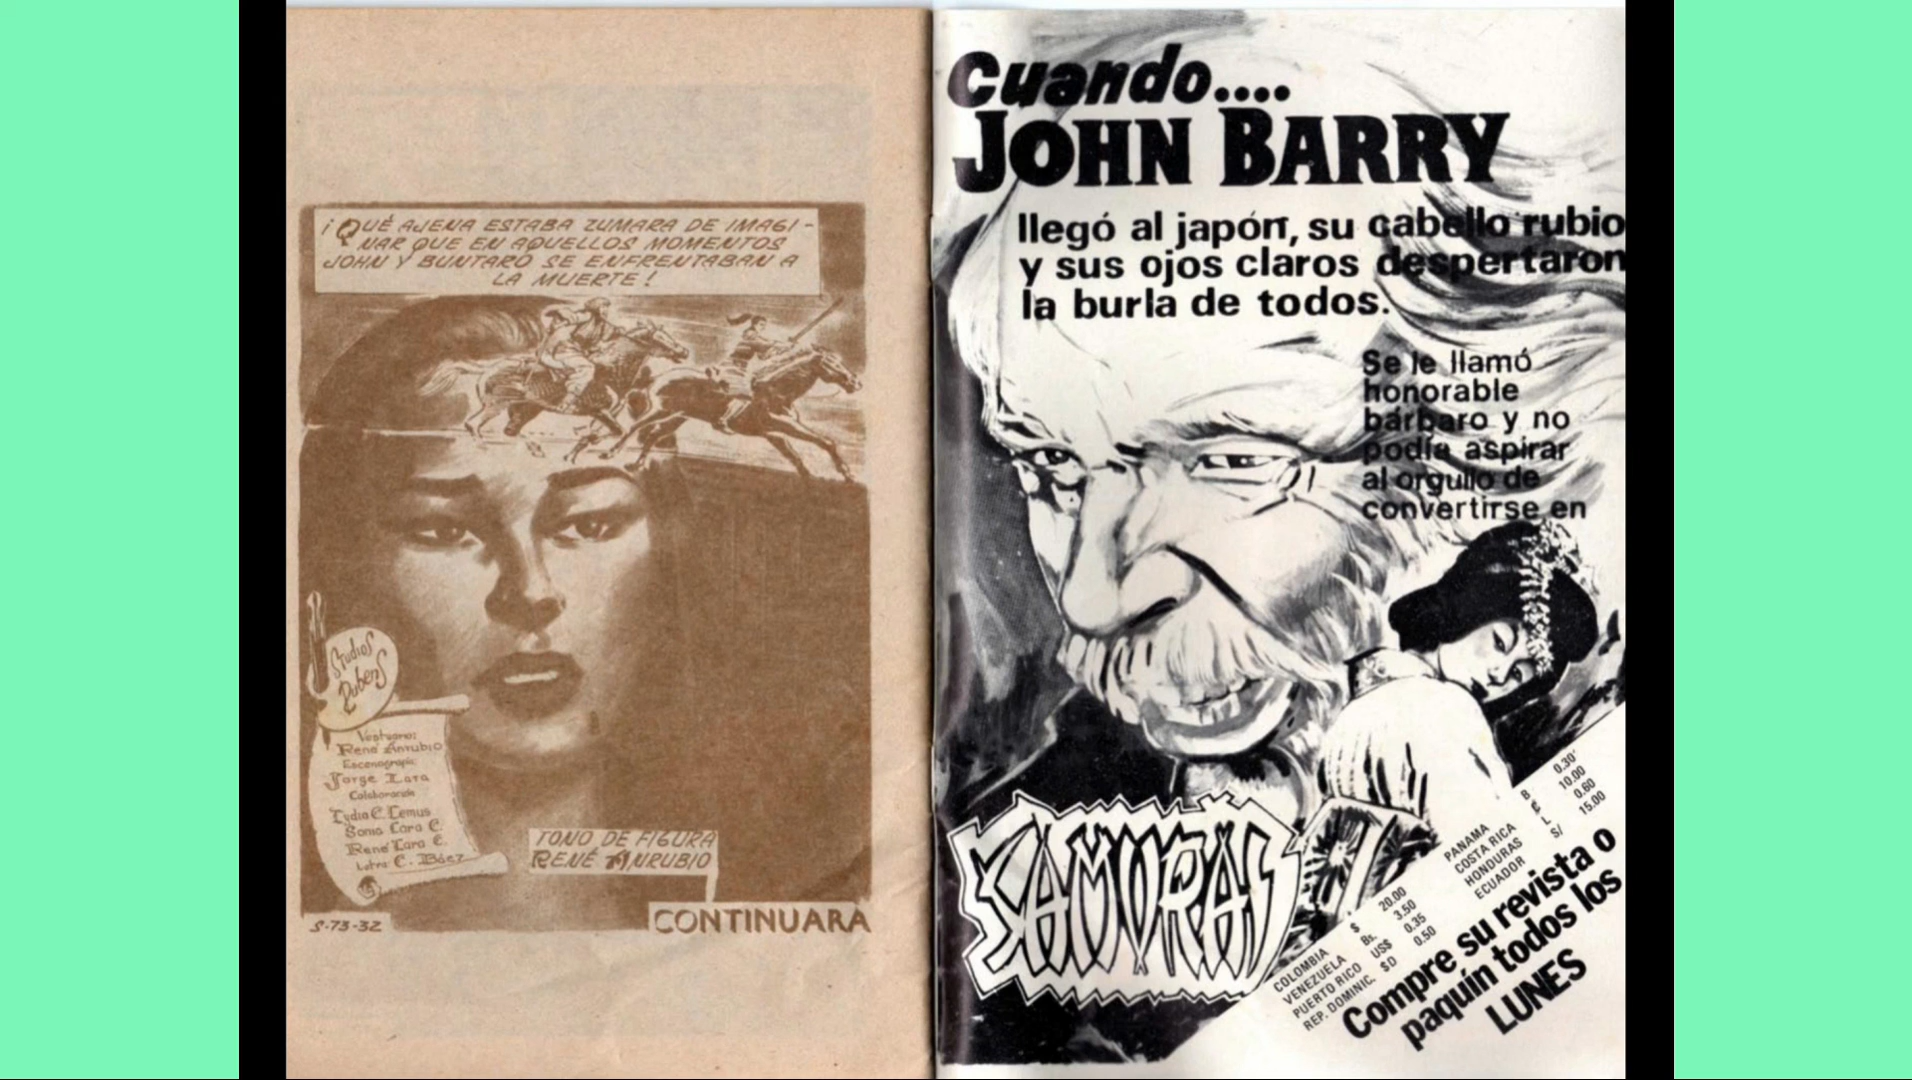 ¡QUÉ AJENA ESTABA ZUMARA DE IMAGI-
NAR QUE EN AQUELLOS MOMENTOS
JOHN Y BUNTARO SE ENFRENTABAN A
LA MUERTE!
Studios
Rubens
Vestuario:
René Anrubio
Escenografía
Jorge Lara
Colaboración
Lydia C. Lemus
Sonia Lara C.
René Lara C.
Letra C. Báez
TONO DE FIGURA
RENÉ ANRUBIO
S-73-32
CONTINUARA
Cuando....
JOHN BARRY
llegó al japón, su cabello rubio
y sus ojos claros despertaron
la burla de todos.
Se le llamó
honorable
bárbaro y no
podía aspirar
al orgullo de
convertirse en
SAMURAI
COLOMBIA $ 20.00
VENEZUELA Bs. 3.50
PUERTO RICO US$ 0.35
REP. DOMINIC. $D 0.50
PANAMA B 0.30
COSTA RICA ₡ 10.00
HONDURAS L 0.60
ECUADOR S/ 15.00
Compre su revista o
paquín todos los
LUNES